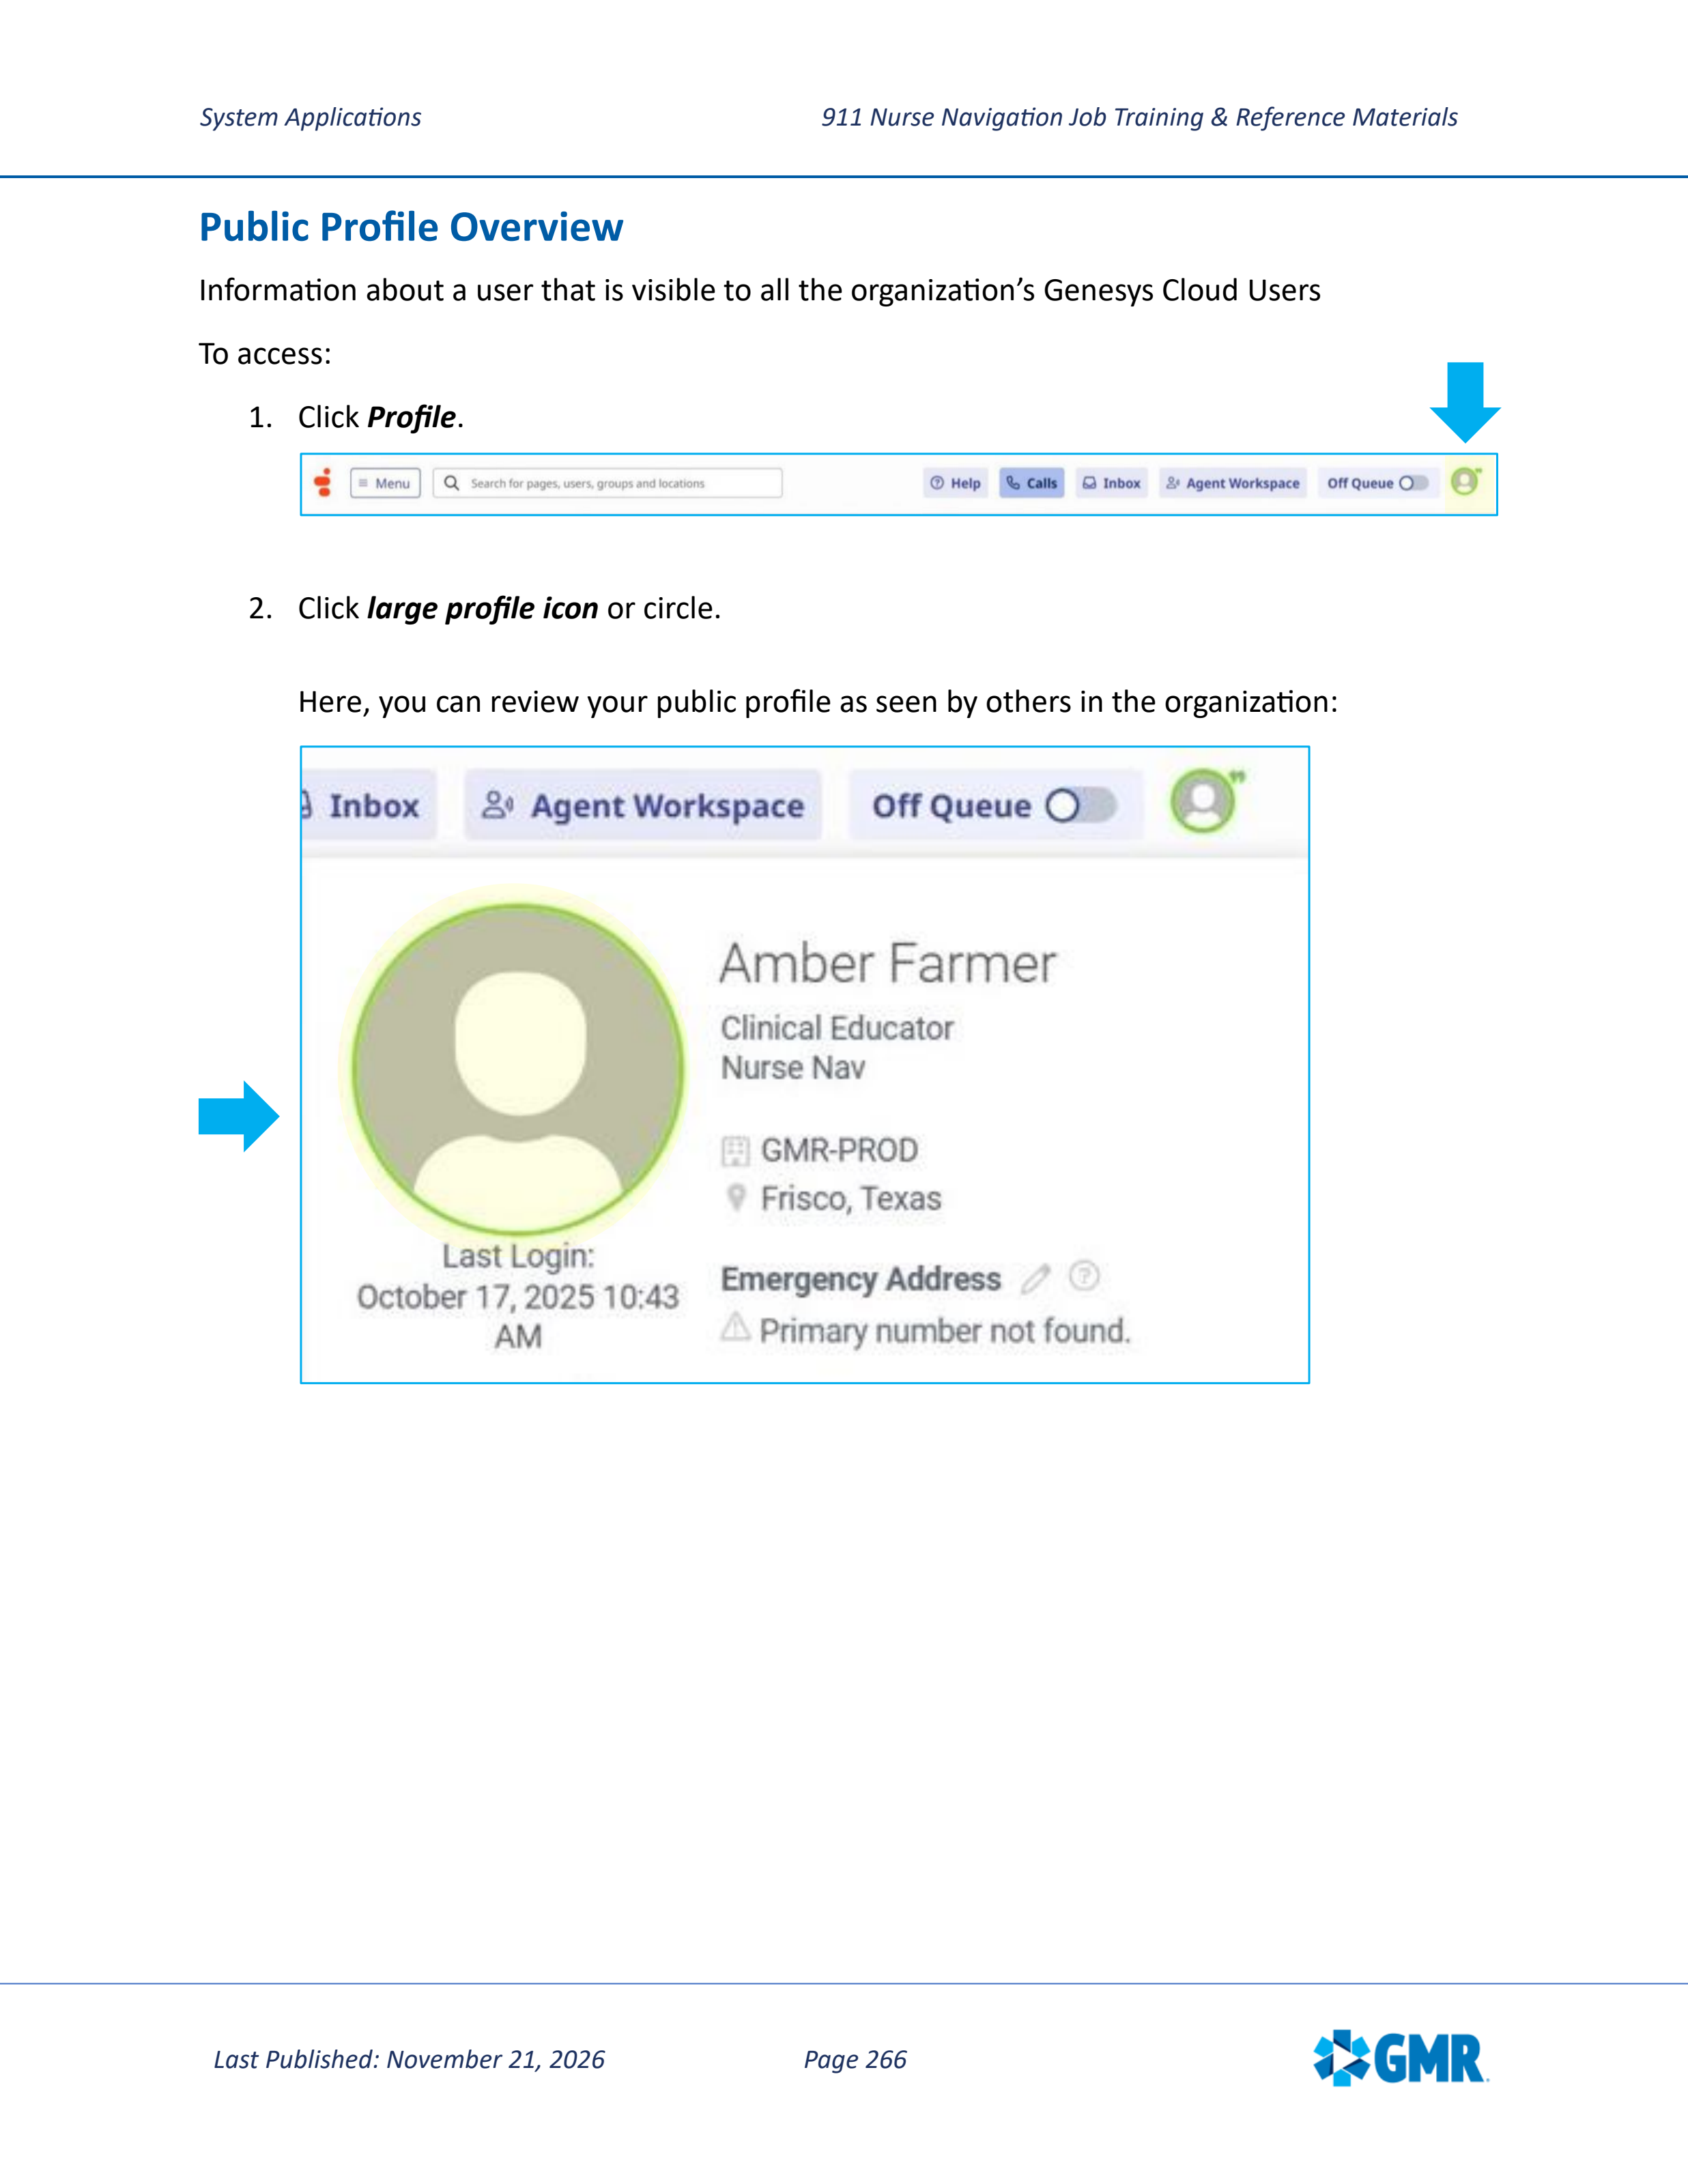 System Applications
911 Nurse Navigation Job Training & Reference Materials
Public Profile Overview
Information about a user that is visible to all the organization’s Genesys Cloud Users
To access:
1. Click Profile.
Menu
Search for pages, users, groups and locations
Help
Calls
Inbox
Agent Workspace
Off Queue
2. Click large profile icon or circle.
Here, you can review your public profile as seen by others in the organization:
Inbox
Agent Workspace
Off Queue
Amber Farmer
Clinical Educator
Nurse Nav
GMR-PROD
Frisco, Texas
Last Login:
October 17, 2025 10:43
AM
Emergency Address
Primary number not found.
Last Published: November 21, 2026
Page 266
GMR